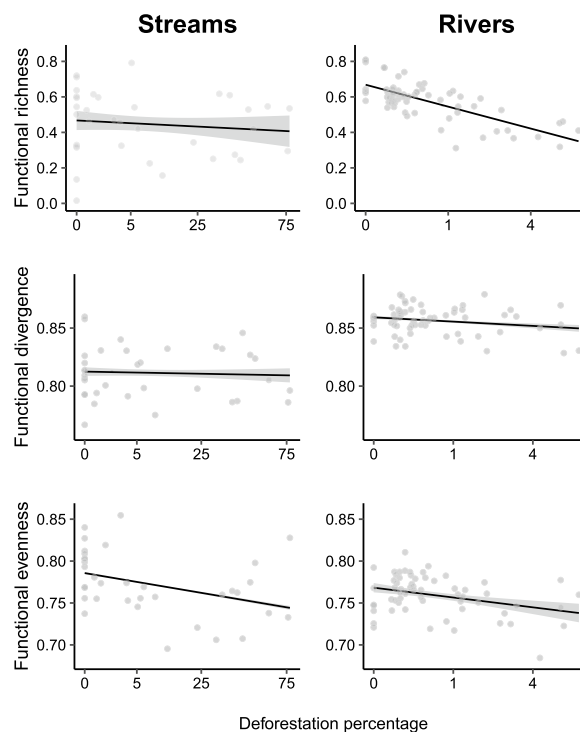 Streams Rivers
Functional richness
0.8 0.8
0.6 0.6
0.4 0.4
0.2 0.2
0.0 0.0
0 5 25 75 0 1 4
Functional divergence
0.85 0.85
0.80 0.80
0 5 25 75 0 1 4
Functional evenness
0.85 0.85
0.80 0.80
0.75 0.75
0.70 0.70
0 5 25 75 0 1 4
Deforestation percentage